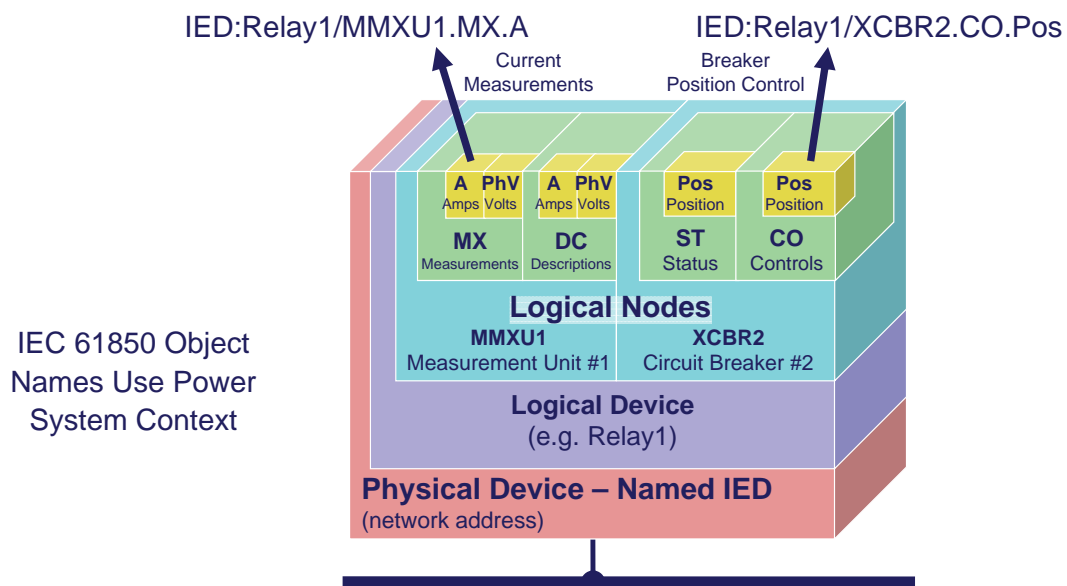 IED:Relay1/MMXU1.MX.A
IED:Relay1/XCBR2.CO.Pos
Current
Measurements
Breaker
Position Control
A PhV
Amps Volts
A PhV
Amps Volts
Pos
Position
Pos
Position
MX
Measurements
DC
Descriptions
ST
Status
CO
Controls
Logical Nodes
MMXU1
Measurement Unit #1
XCBR2
Circuit Breaker #2
IEC 61850 Object
Names Use Power
System Context
Logical Device
(e.g. Relay1)
Physical Device – Named IED
(network address)